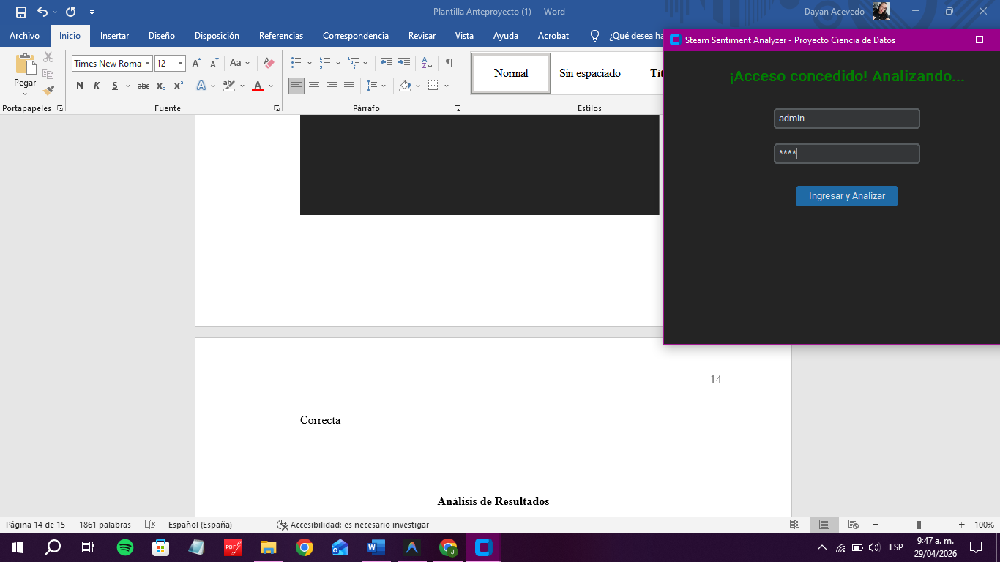 Plantilla Anteproyecto (1) - Word
Dayan Acevedo
Archivo Inicio Insertar Diseño Disposición Referencias Correspondencia Revisar Vista Ayuda Acrobat ¿Qué desea ha
Pegar
Times New Roma 12
Aa
N K S abc x₂ x² A ab A
Portapapeles Fuente Párrafo Estilos
Normal Sin espaciado Tít
Steam Sentiment Analyzer - Proyecto Ciencia de Datos
¡Acceso concedido! Analizando...
admin
****
Ingresar y Analizar
14
Correcta
Análisis de Resultados
Página 14 de 15 1861 palabras Español (España) Accesibilidad: es necesario investigar 100%
ESP
9:47 a. m.
29/04/2026